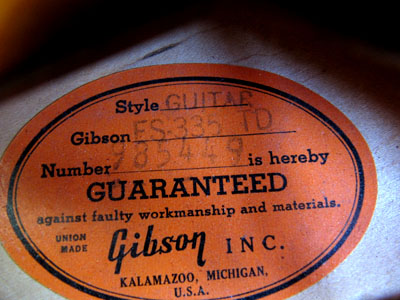 Style GUITAR
Gibson ES-335 TD
Number 985449 is hereby
GUARANTEED
against faulty workmanship and materials.
UNION MADE Gibson INC.
KALAMAZOO, MICHIGAN,
U.S.A.